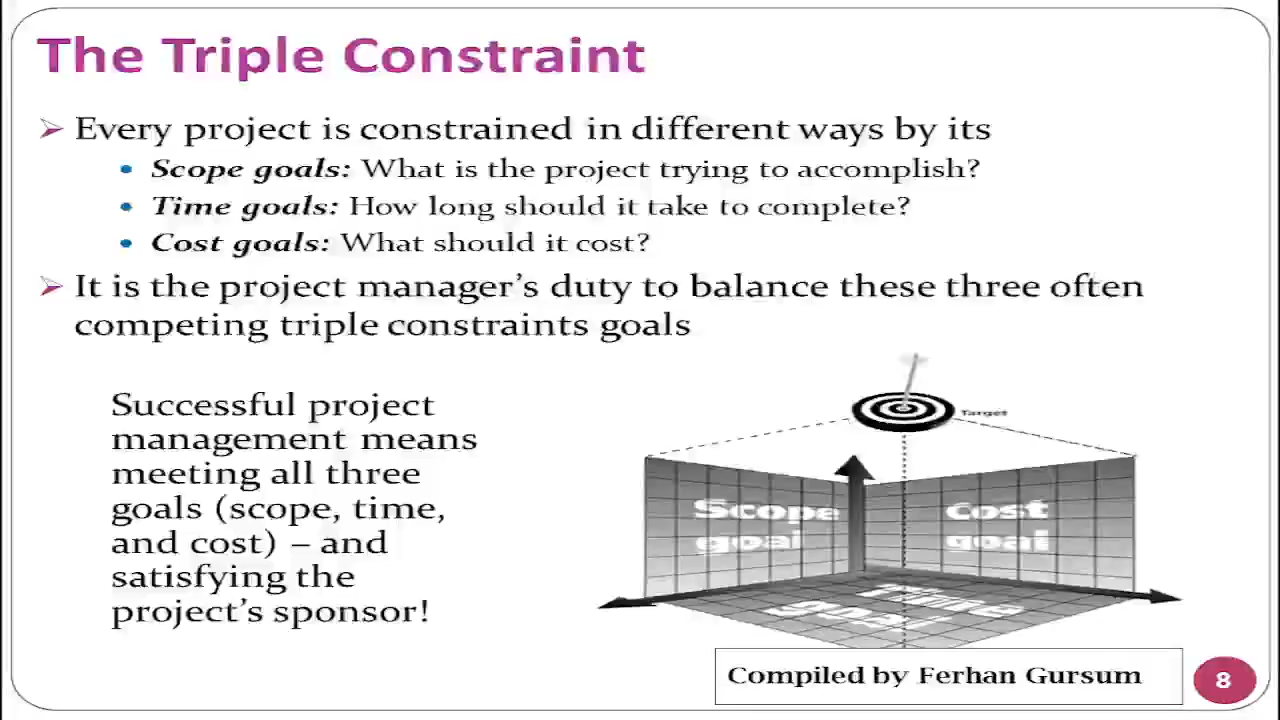 The Triple Constraint
Every project is constrained in different ways by its
Scope goals: What is the project trying to accomplish?
Time goals: How long should it take to complete?
Cost goals: What should it cost?
It is the project manager’s duty to balance these three often
competing triple constraints goals
Successful project
management means
meeting all three
goals (scope, time,
and cost) – and
satisfying the
project’s sponsor!
Target
Scope
goal
Cost
goal
Time
goal
Compiled by Ferhan Gursum
8